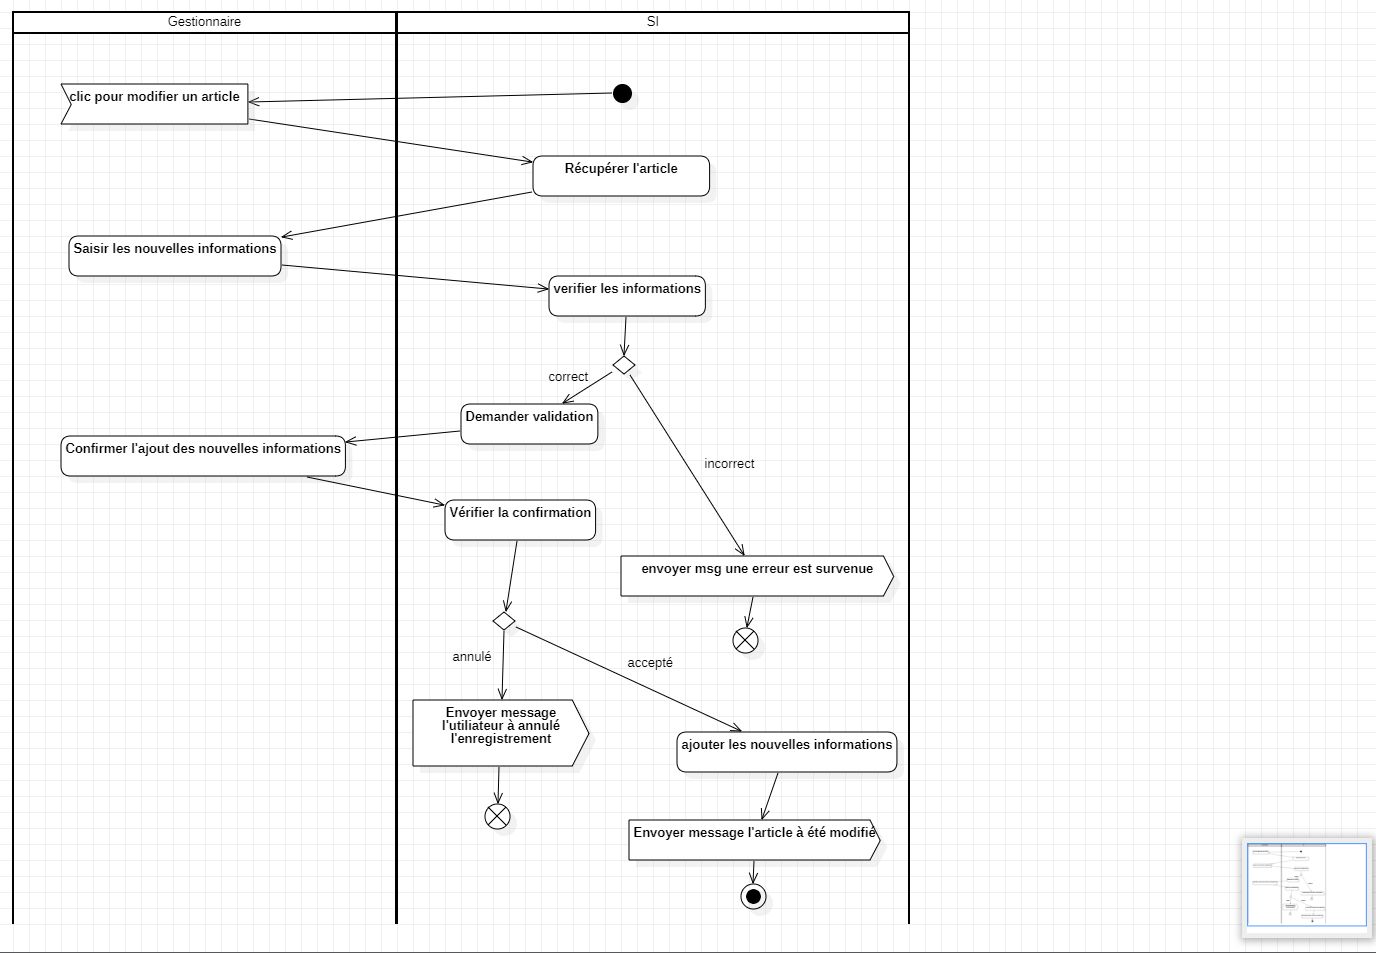 Gestionnaire
SI
clic pour modifier un article
Récupérer l'article
Saisir les nouvelles informations
verifier les informations
correct
Demander validation
Confirmer l'ajout des nouvelles informations
incorrect
Vérifier la confirmation
envoyer msg une erreur est survenue
annulé
accepté
Envoyer message
l'utiliateur à annulé
l'enregistrement
ajouter les nouvelles informations
Envoyer message l'article à été modifié